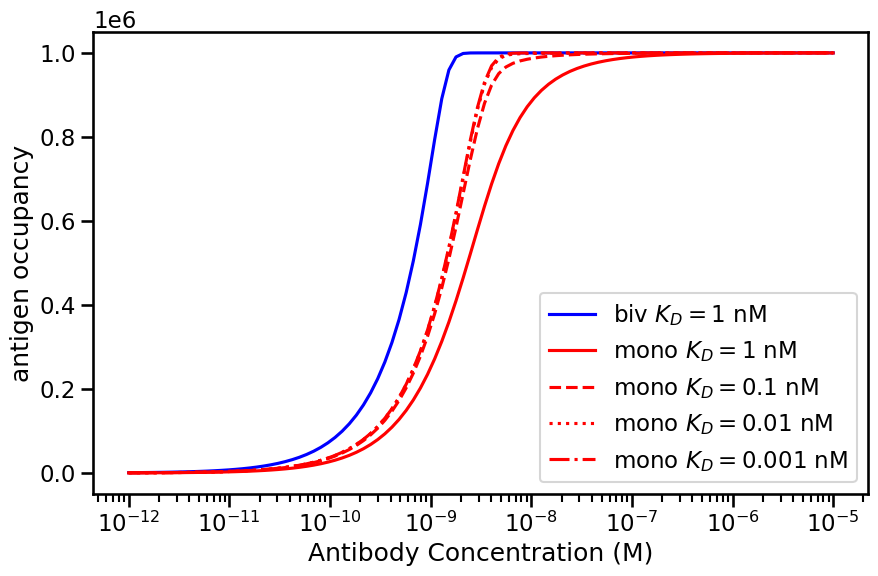 1e6
1.0
0.8
0.6
0.4
0.2
0.0
antigen occupancy
biv $K_D = 1$ nM
mono $K_D = 1$ nM
mono $K_D = 0.1$ nM
mono $K_D = 0.01$ nM
mono $K_D = 0.001$ nM
10⁻¹² 10⁻¹¹ 10⁻¹⁰ 10⁻⁹ 10⁻⁸ 10⁻⁷ 10⁻⁶ 10⁻⁵
Antibody Concentration (M)